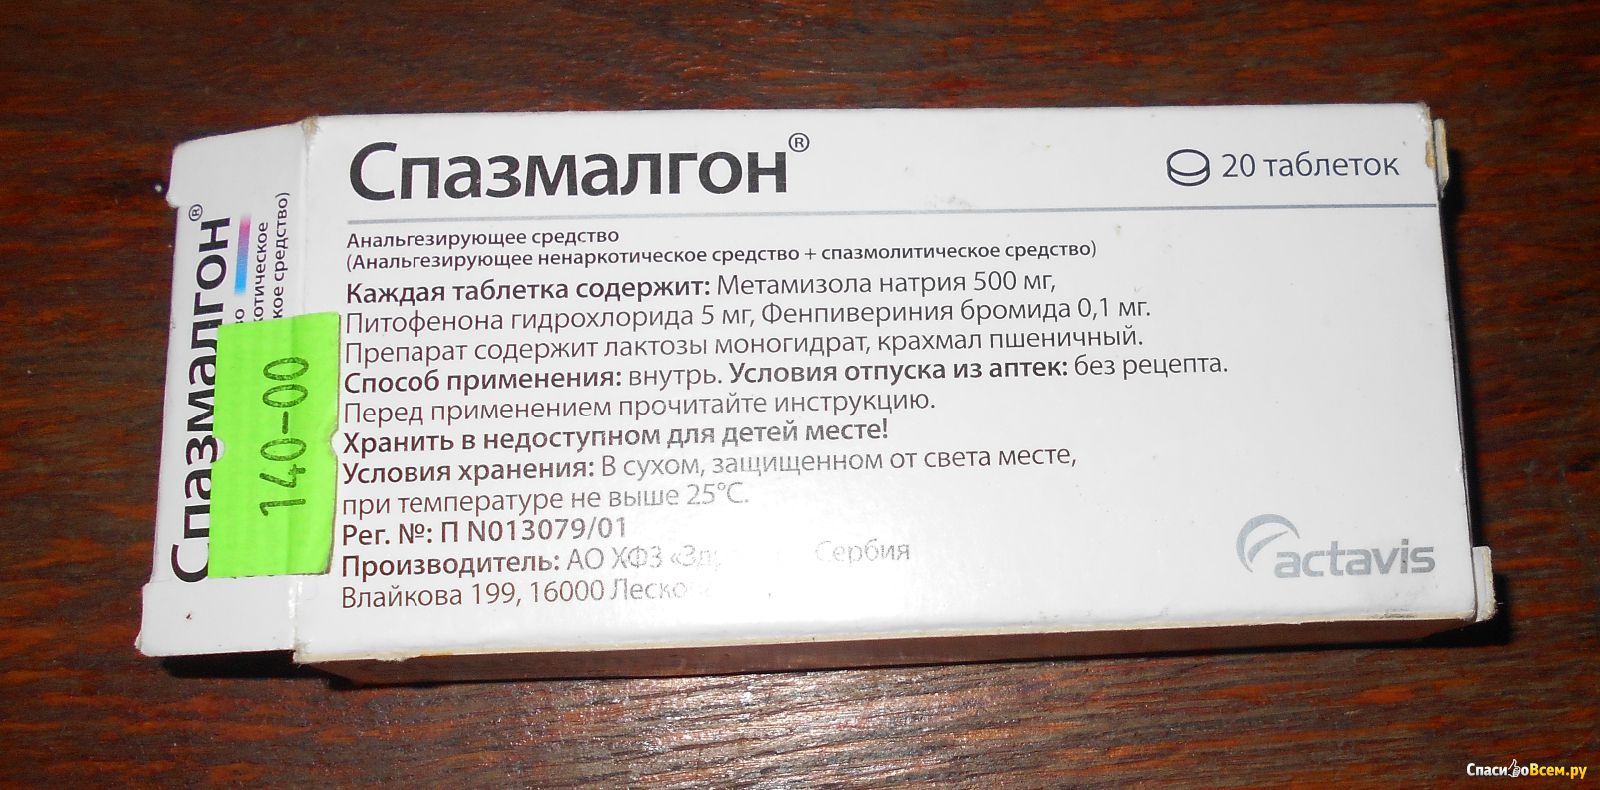 Спазмалгон®
20 таблеток
Анальгезирующее средство
(Анальгезирующее ненаркотическое средство + спазмолитическое средство)
Каждая таблетка содержит: Метамизола натрия 500 мг,
Питофенона гидрохлорида 5 мг, Фенпивериния бромида 0,1 мг.
Препарат содержит лактозы моногидрат, крахмал пшеничный.
Способ применения: внутрь. Условия отпуска из аптек: без рецепта.
Перед применением прочитайте инструкцию.
Хранить в недоступном для детей месте!
Условия хранения: В сухом, защищенном от света месте,
при температуре не выше 25°C.
Рег. №: П N013079/01
Производитель: АО ХФЗ Сербия
Влайкова 199, 16000
actavis
Спазмалгон®
140-00
СпасибоВсем.ру